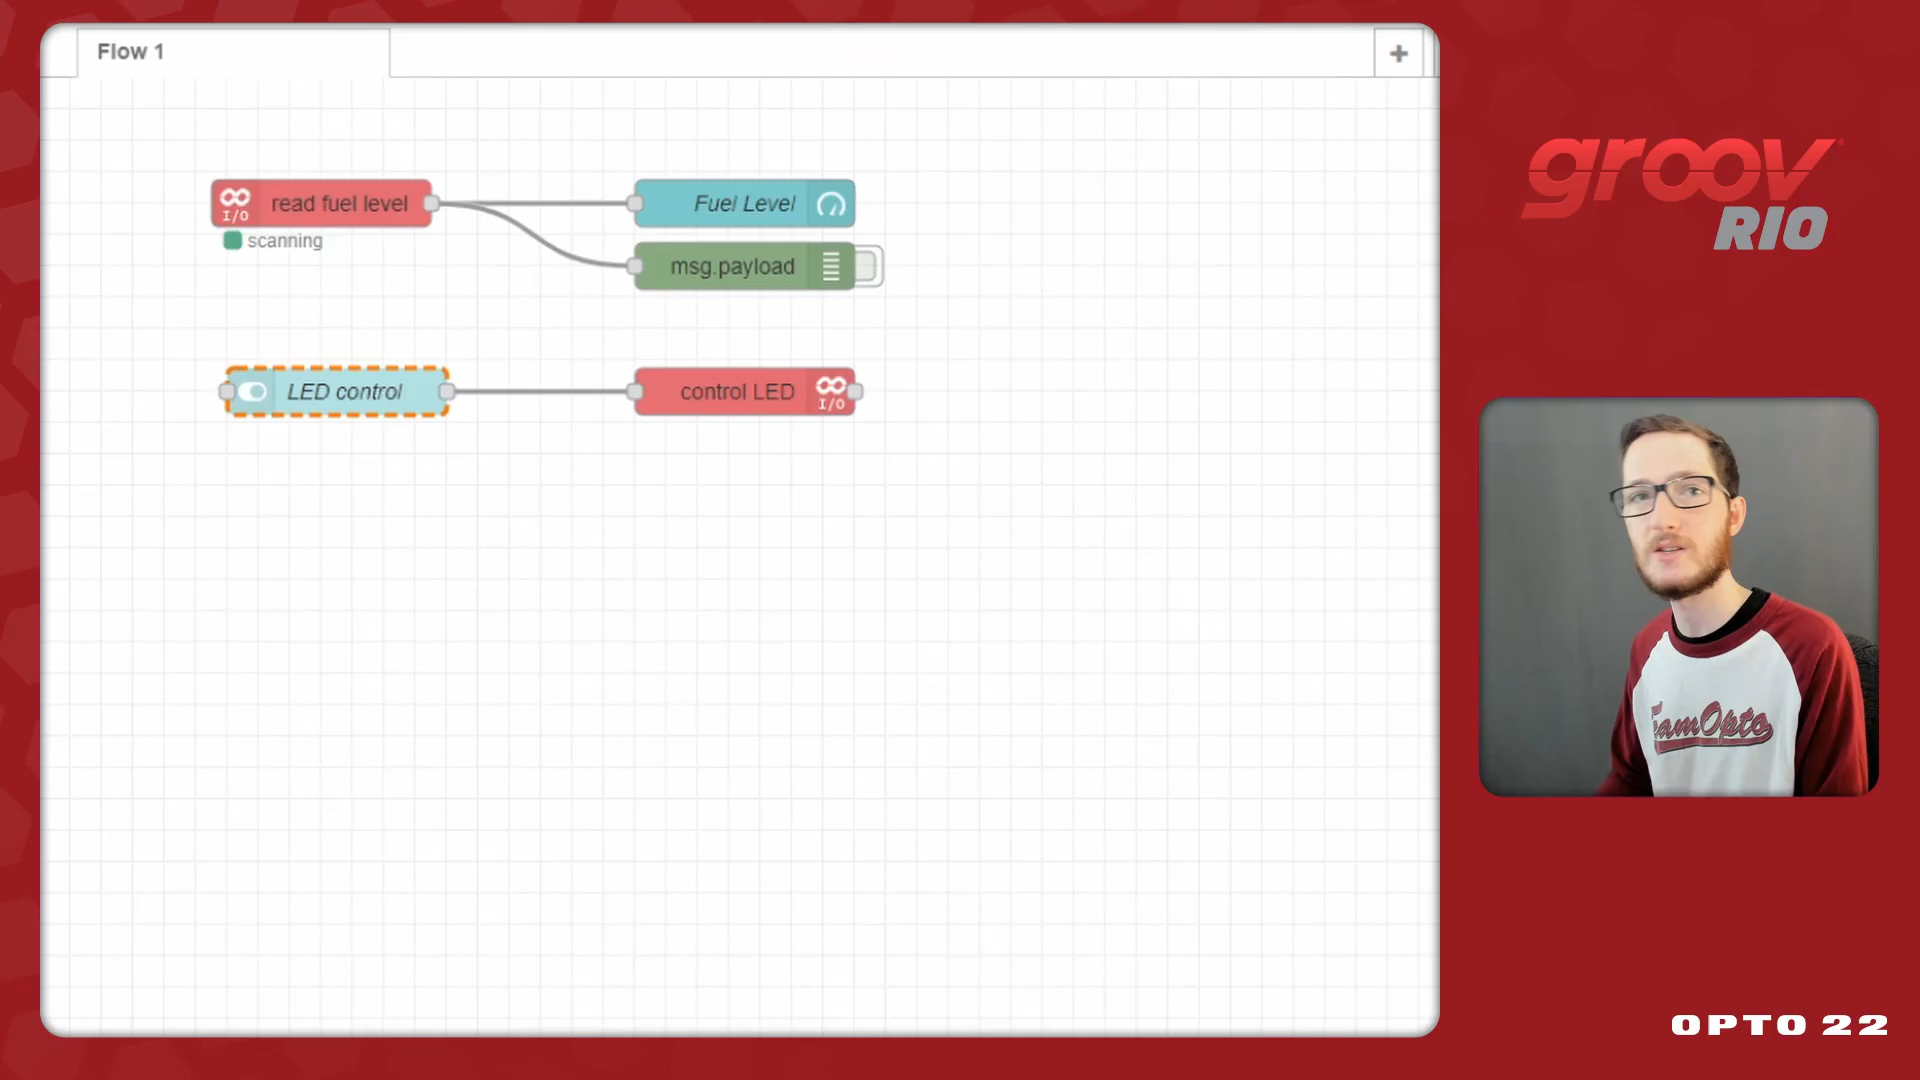 Flow 1
read fuel level
I/O
scanning
Fuel Level
msg.payload
LED control
control LED
I/O
groov
RIO
TeamOpto
OPTO 22